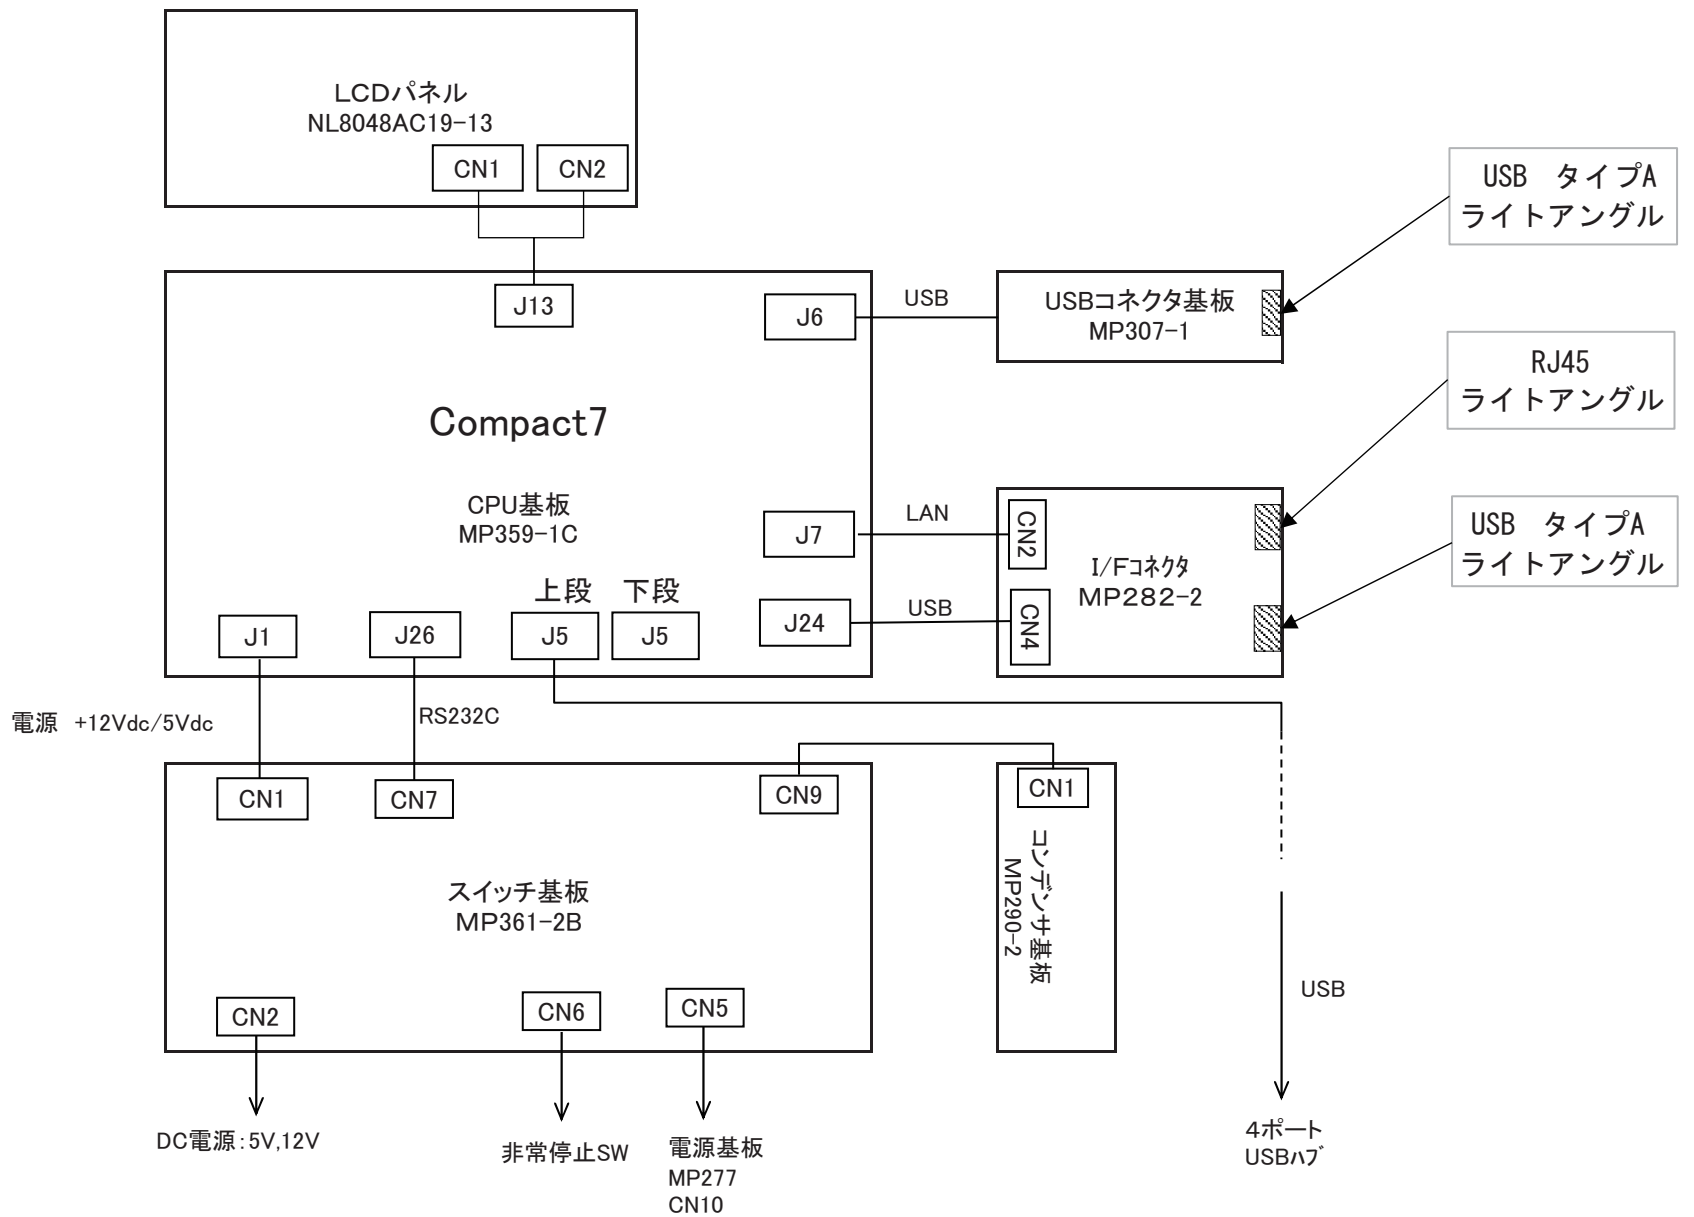 LCDパネル
NL8048AC19-13
CN1
CN2
USB　タイプA
ライトアングル
J13
J6
USB
USBコネクタ基板
MP307-1
RJ45
ライトアングル
Compact7
CPU基板
MP359-1C
J7
LAN
CN2
I/Fｺﾈｸﾀ
MP282-2
USB　タイプA
ライトアングル
上段
下段
J1
J26
J5
J5
J24
USB
CN4
電源　+12Vdc/5Vdc
RS232C
CN1
CN7
CN9
CN1
コンデンサ基板
MP290-2
スイッチ基板
MP361-2B
CN2
CN6
CN5
USB
DC電源:5V,12V
非常停止SW
電源基板
MP277
CN10
4ポート
USBﾊﾌﾞ